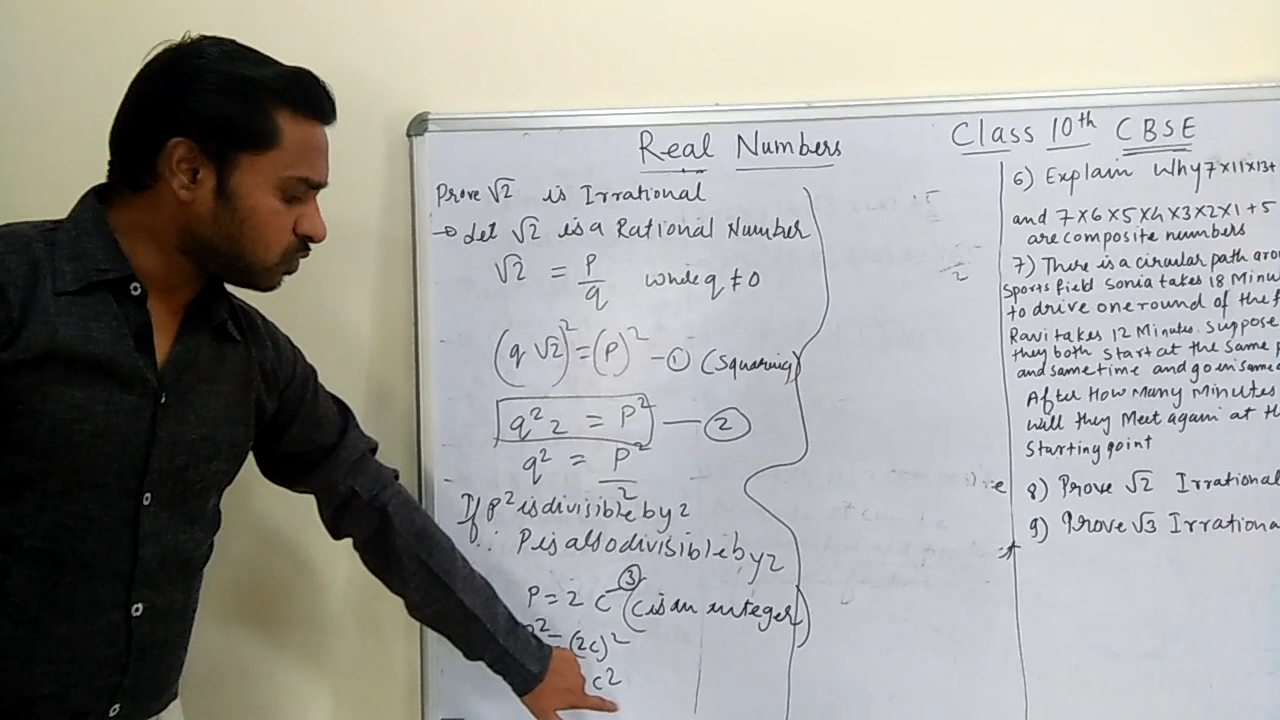 Real Numbers
Class 10th CBSE
Prove √2 is Irrational
→ Let √2 is a Rational Number
√2 = P/q where q ≠ 0
(q √2)² = (P)² – ① (Squaring)
q² 2 = P² — ②
q² = P²/2
If P² is divisible by 2
∴ P is also divisible by 2
P = 2 C – ③ (C is an integer)
P² = (2c)²
c²
6) Explain Why 7×11×13+
and 7×6×5×4×3×2×1+5
are composite numbers
7) There is a circular path arou
Sports field Sonia takes 18 Minu
to drive one round of the f
Ravi takes 12 Minutes. Suppose
they both start at the same p
and same time and go in same d
After How Many Minutes
will they Meet again at th
Starting point
8) Prove √2 Irrational
9) Prove √3 Irrationa